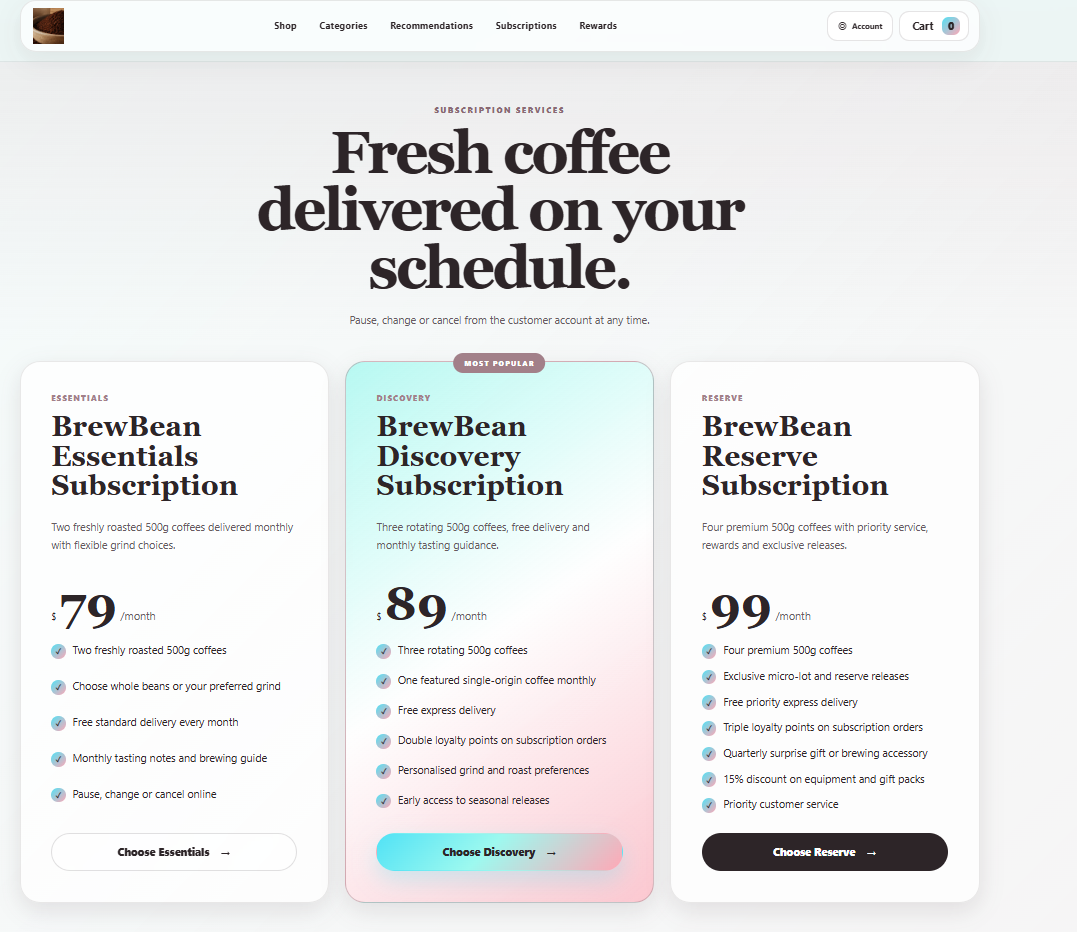 Shop Categories Recommendations Subscriptions Rewards Account Cart 0
SUBSCRIPTION SERVICES
Fresh coffee
delivered on your
schedule.
Pause, change or cancel from the customer account at any time.
ESSENTIALS
BrewBean
Essentials
Subscription
Two freshly roasted 500g coffees delivered monthly
with flexible grind choices.
$79 /month
✓ Two freshly roasted 500g coffees
✓ Choose whole beans or your preferred grind
✓ Free standard delivery every month
✓ Monthly tasting notes and brewing guide
✓ Pause, change or cancel online
Choose Essentials →
MOST POPULAR
DISCOVERY
BrewBean
Discovery
Subscription
Three rotating 500g coffees, free delivery and
monthly tasting guidance.
$89 /month
✓ Three rotating 500g coffees
✓ One featured single-origin coffee monthly
✓ Free express delivery
✓ Double loyalty points on subscription orders
✓ Personalised grind and roast preferences
✓ Early access to seasonal releases
Choose Discovery →
RESERVE
BrewBean
Reserve
Subscription
Four premium 500g coffees with priority service,
rewards and exclusive releases.
$99 /month
✓ Four premium 500g coffees
✓ Exclusive micro-lot and reserve releases
✓ Free priority express delivery
✓ Triple loyalty points on subscription orders
✓ Quarterly surprise gift or brewing accessory
✓ 15% discount on equipment and gift packs
✓ Priority customer service
Choose Reserve →